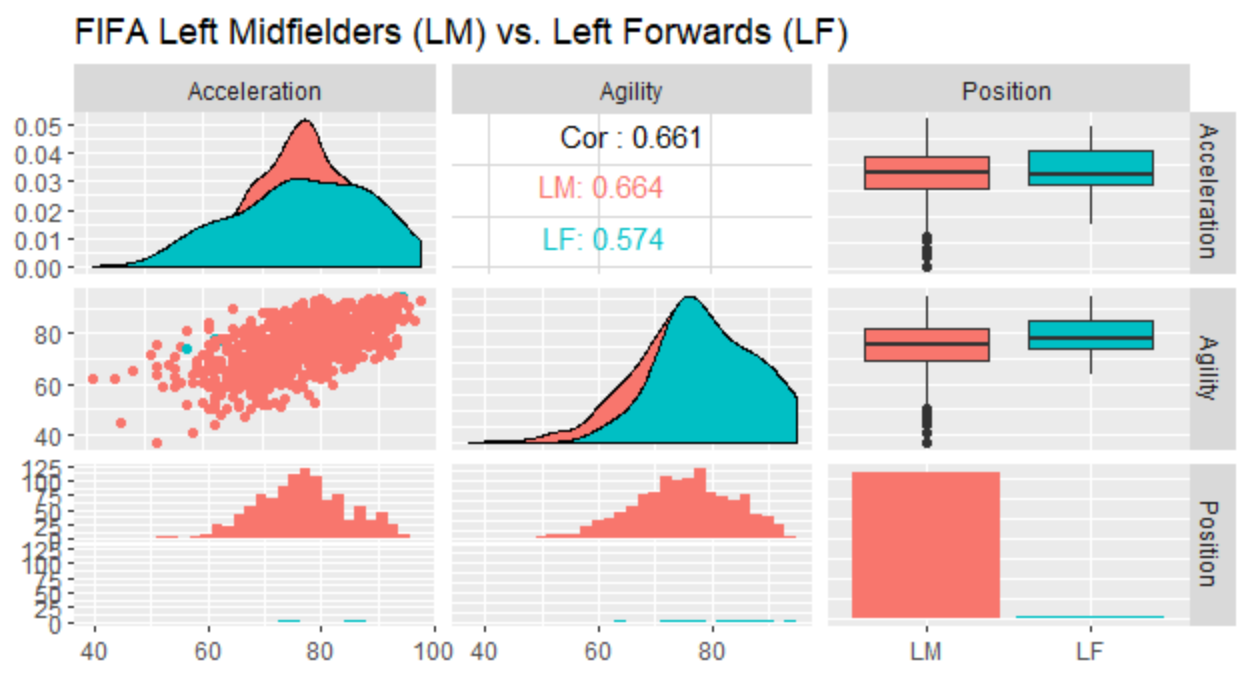 FIFA Left Midfielders (LM) vs. Left Forwards (LF)
Acceleration Agility Position
0.05
0.04
0.03
0.02
0.01
0.00
Cor : 0.661
LM: 0.664
LF: 0.574
Acceleration
80
60
40
Agility
125
100
75
50
25
0
125
100
75
50
25
0
Position
40 60 80 100 40 60 80 LM LF